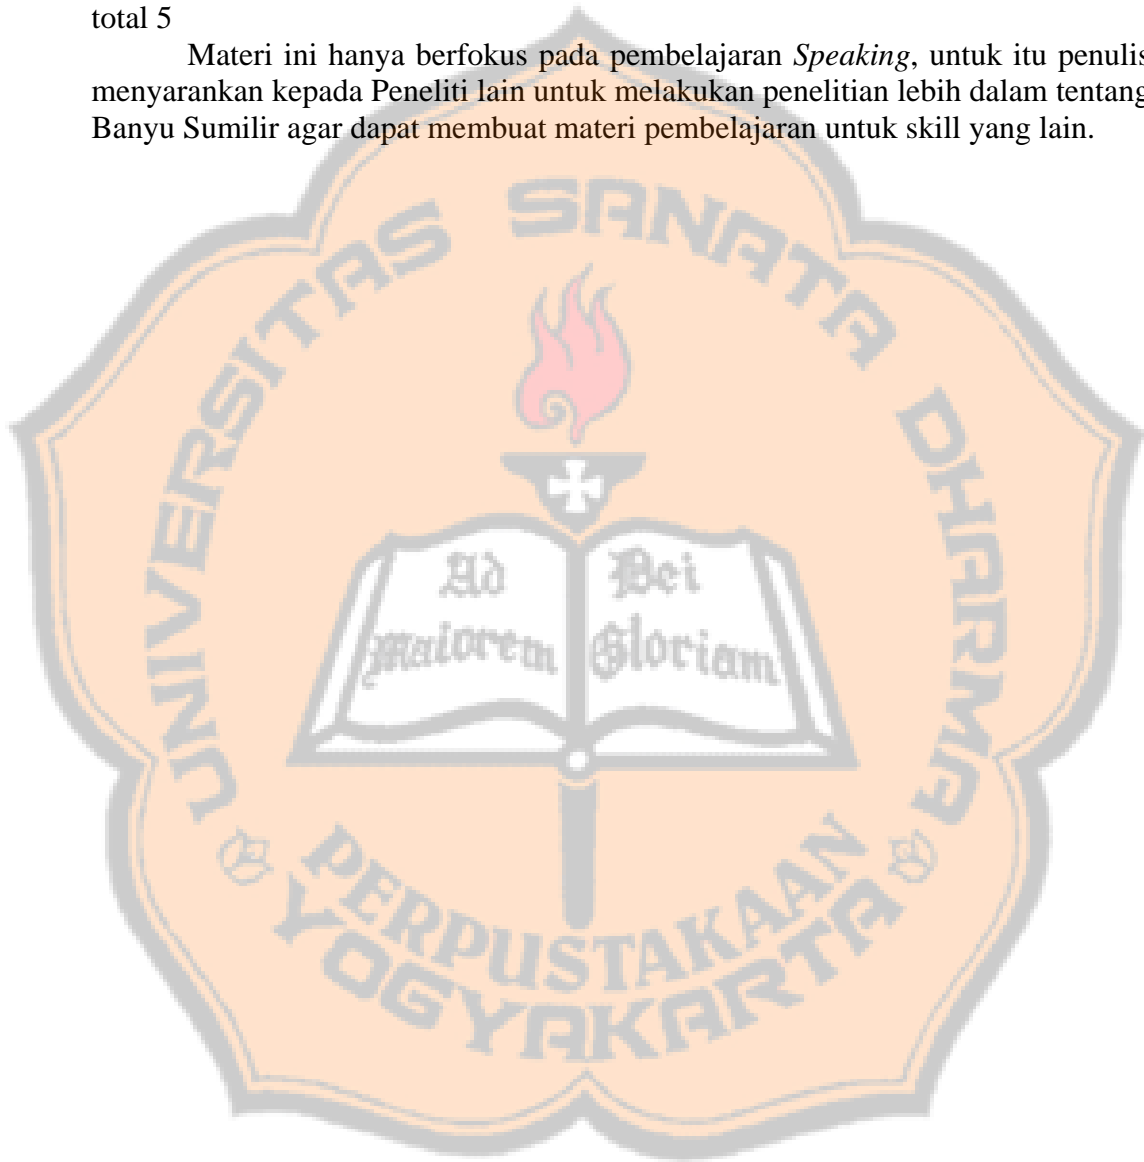 total 5
Materi ini hanya berfokus pada pembelajaran Speaking, untuk itu penulis
menyarankan kepada Peneliti lain untuk melakukan penelitian lebih dalam tentang
Banyu Sumilir agar dapat membuat materi pembelajaran untuk skill yang lain.
UNIVERSITAS SANATA DHARMA
Ad Dei
Maiorem Gloriam
PERPUSTAKAAN
YOGYAKARTA